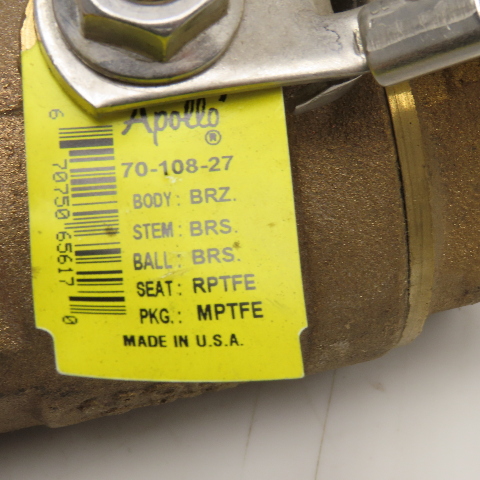 Apollo®
70-108-27
BODY: BRZ.
STEM: BRS.
BALL: BRS.
SEAT: RPTFE
PKG.: MPTFE
MADE IN U.S.A.
6 70750 65617 0